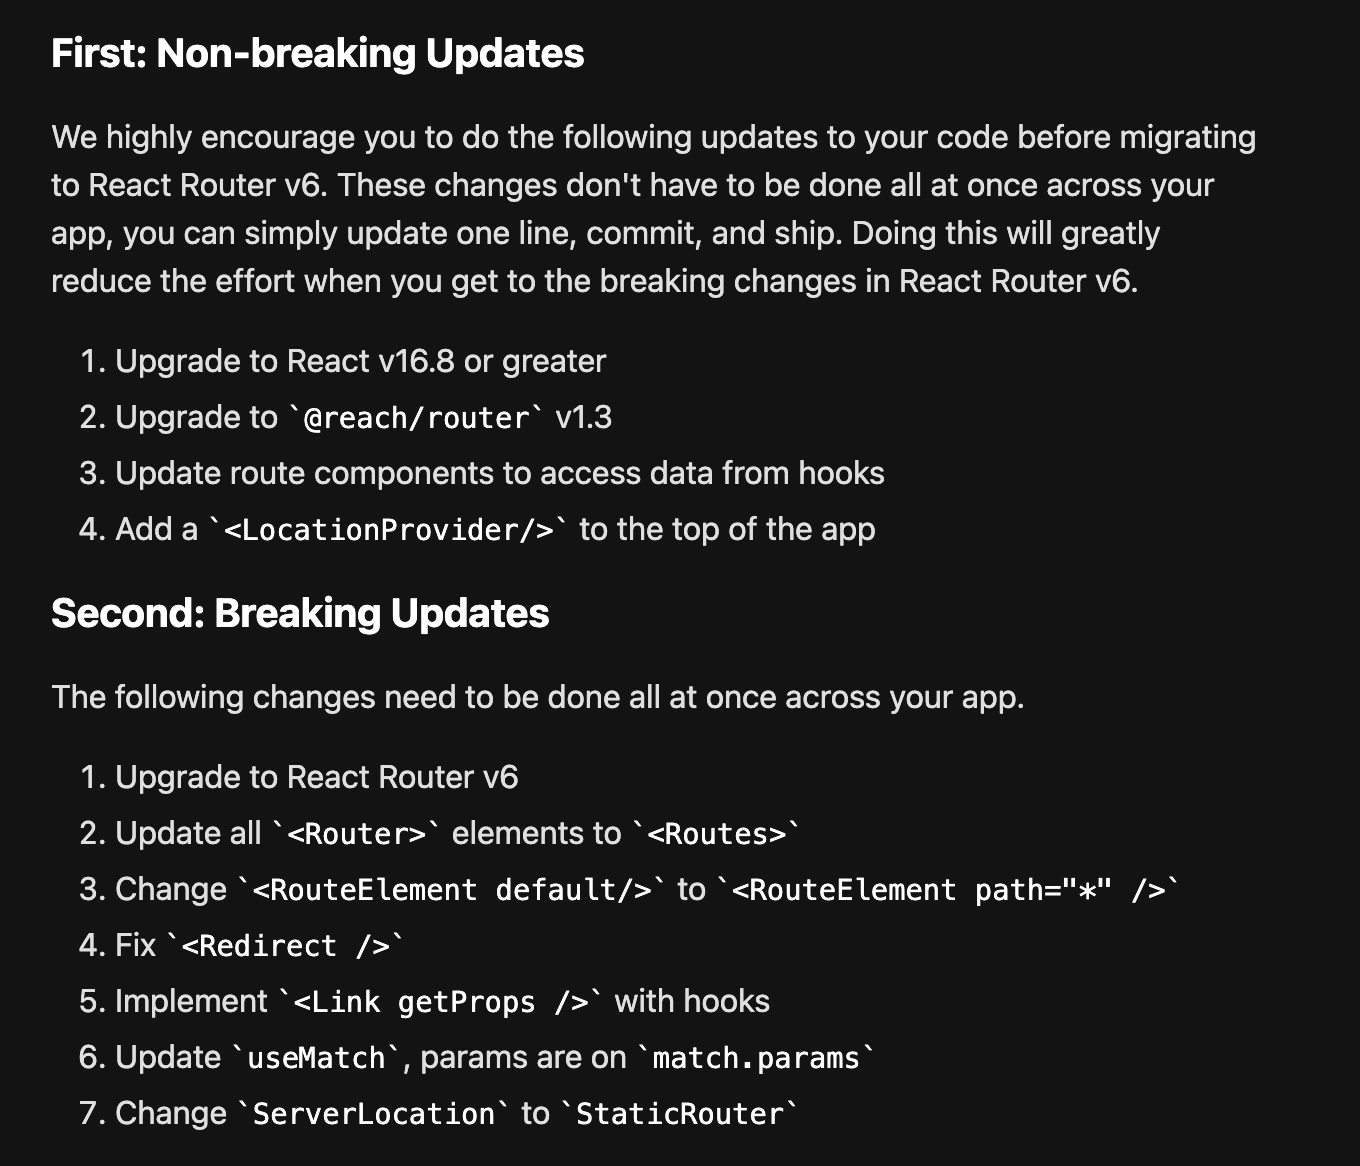 First: Non-breaking Updates
We highly encourage you to do the following updates to your code before migrating
to React Router v6. These changes don't have to be done all at once across your
app, you can simply update one line, commit, and ship. Doing this will greatly
reduce the effort when you get to the breaking changes in React Router v6.
1. Upgrade to React v16.8 or greater
2. Upgrade to `@reach/router` v1.3
3. Update route components to access data from hooks
4. Add a `<LocationProvider/>` to the top of the app
Second: Breaking Updates
The following changes need to be done all at once across your app.
1. Upgrade to React Router v6
2. Update all `<Router>` elements to `<Routes>`
3. Change `<RouteElement default/>` to `<RouteElement path="*" />`
4. Fix `<Redirect />`
5. Implement `<Link getProps />` with hooks
6. Update `useMatch`, params are on `match.params`
7. Change `ServerLocation` to `StaticRouter`